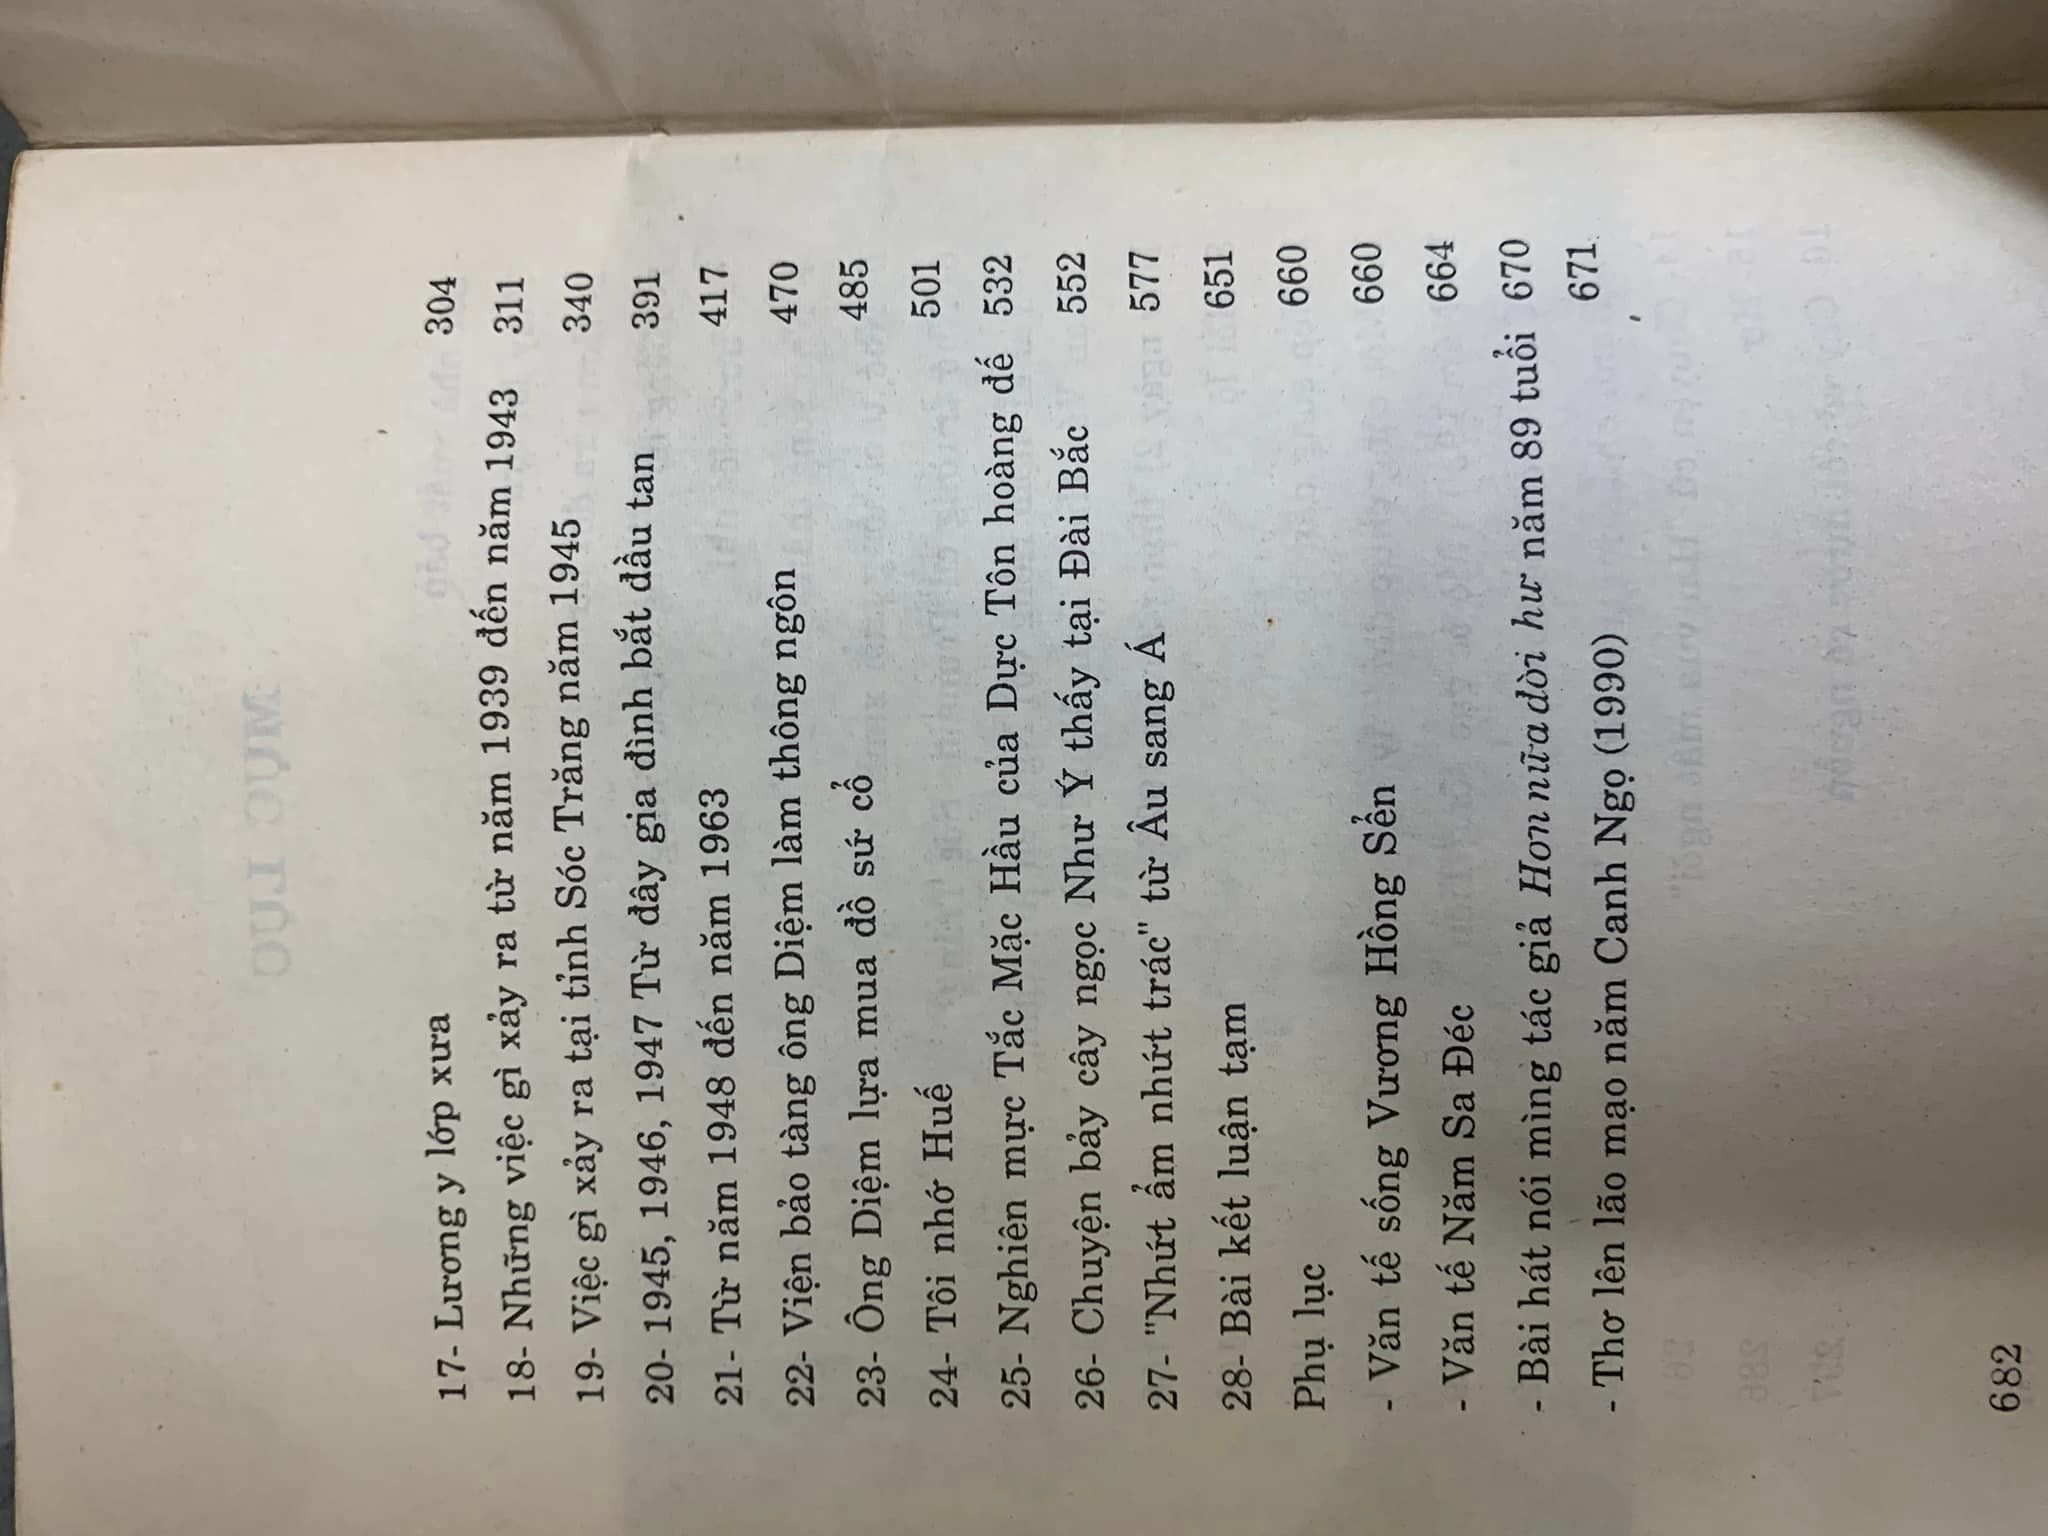 17- Lương y lớp xưa 304
18- Những việc gì xảy ra từ năm 1939 đến năm 1943 311
19- Việc gì xảy ra tại tỉnh Sóc Trăng năm 1945 340
20- 1945, 1946, 1947 Từ đây gia đình bắt đầu tan 391
21- Từ năm 1948 đến năm 1963 417
22- Viện bảo tàng ông Diệm làm thông ngôn 470
23- Ông Diệm lựa mua đồ sứ cổ 485
24- Tôi nhớ Huế 501
25- Nghiên mực Tắc Mặc Hầu của Dực Tôn hoàng đế 532
26- Chuyện bảy cây ngọc Như Ý thấy tại Đài Bắc 552
27- "Nhứt ẩm nhứt trác" từ Âu sang Á 577
28- Bài kết luận tạm 651
Phụ lục 660
- Văn tế sống Vương Hồng Sển 660
- Văn tế Năm Sa Đéc 664
- Bài hát nói mừng tác giả Hơn nửa đời hư năm 89 tuổi 670
- Thơ lên lão mạo năm Canh Ngọ (1990) 671
682